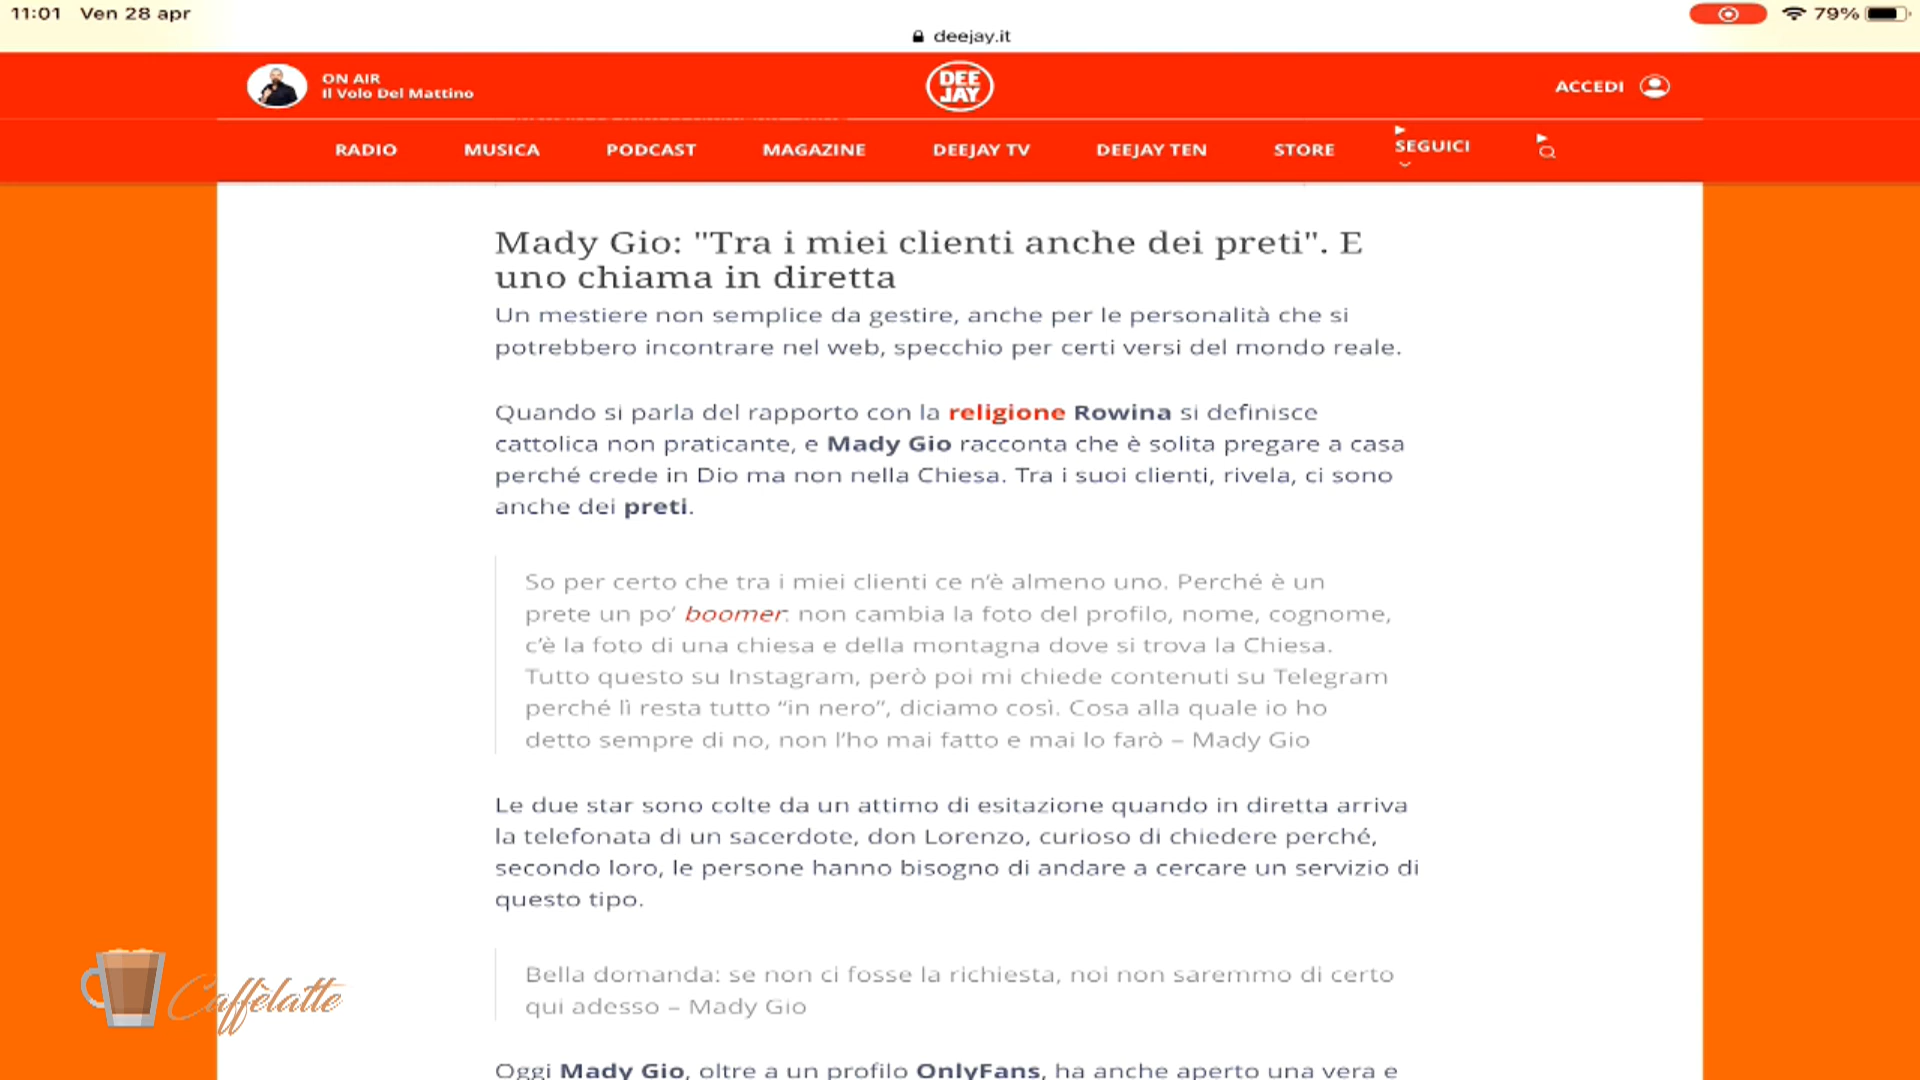 11:01 Ven 28 apr
79%
deejay.it
ON AIR
Il Volo Del Mattino
DEE
JAY
ACCEDI
RADIO MUSICA PODCAST MAGAZINE DEEJAY TV DEEJAY TEN STORE SEGUICI
Mady Gio: "Tra i miei clienti anche dei preti". E
uno chiama in diretta
Un mestiere non semplice da gestire, anche per le personalità che si
potrebbero incontrare nel web, specchio per certi versi del mondo reale.
Quando si parla del rapporto con la religione Rowina si definisce
cattolica non praticante, e Mady Gio racconta che è solita pregare a casa
perché crede in Dio ma non nella Chiesa. Tra i suoi clienti, rivela, ci sono
anche dei preti.
So per certo che tra i miei clienti ce n’è almeno uno. Perché è un
prete un po’ boomer: non cambia la foto del profilo, nome, cognome,
c’è la foto di una chiesa e della montagna dove si trova la Chiesa.
Tutto questo su Instagram, però poi mi chiede contenuti su Telegram
perché lì resta tutto “in nero”, diciamo così. Cosa alla quale io ho
detto sempre di no, non l’ho mai fatto e mai lo farò – Mady Gio
Le due star sono colte da un attimo di esitazione quando in diretta arriva
la telefonata di un sacerdote, don Lorenzo, curioso di chiedere perché,
secondo loro, le persone hanno bisogno di andare a cercare un servizio di
questo tipo.
Bella domanda: se non ci fosse la richiesta, noi non saremmo di certo
qui adesso – Mady Gio
Caffèlatte
Oggi Mady Gio, oltre a un profilo OnlyFans, ha anche aperto una vera e